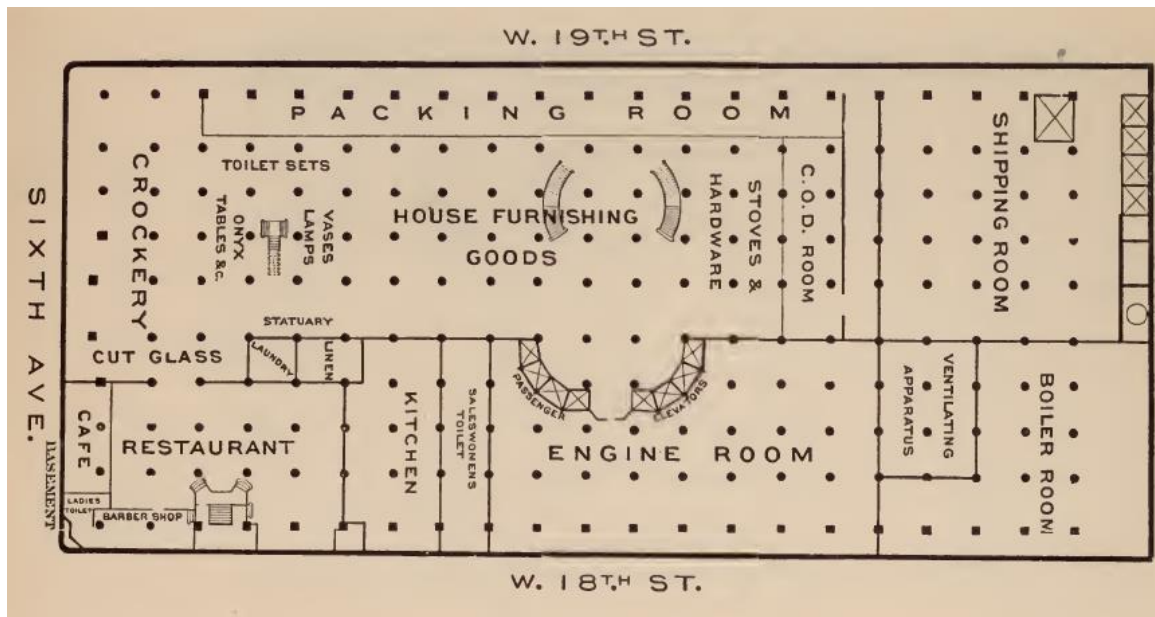 W. 19T.H ST.
PACKING ROOM
SIXTH AVE.
BASEMENT
CROCKERY
TOILET SETS
ONYX
TABLES &c.
VASES
LAMPS
HOUSE FURNISHING
GOODS
STOVES &
HARDWARE
C.O.D. ROOM
SHIPPING ROOM
STATUARY
CUT GLASS
LAUNDRY
LINEN
CAFE
RESTAURANT
LADIES
TOILET
BARBER SHOP
KITCHEN
SALESWOMENS
TOILET
PASSENGER
ELEVATORS
ENGINE ROOM
VENTILATING
APPARATUS
BOILER ROOM
W. 18T.H ST.